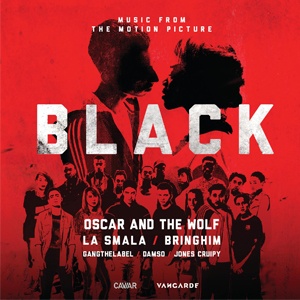 MUSIC FROM
THE MOTION PICTURE
BLACK
OSCAR AND THE WOLF
LA SMALA / BRINGHIM
GANGTHELABEL / DAMSO / JONES CRUIPY
CAVIAR VANGARDE